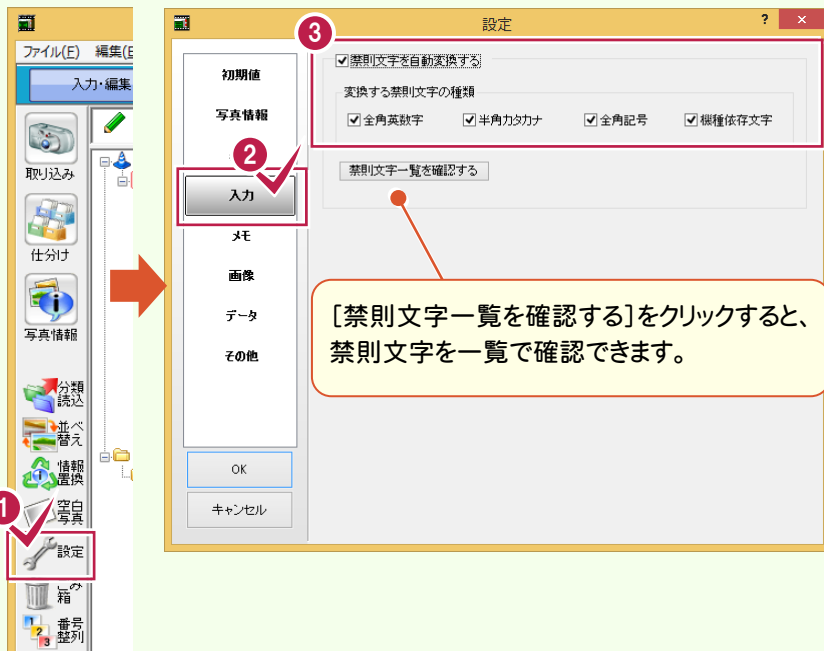 ファイル(F) 編集(E
入力・編集
取り込み
仕分け
写真情報
分類
読込
並べ
替え
情報
置換
空白
写真
1
設定
ごみ
箱
番号
整列
設定
? ×
初期値
写真情報
2
入力
メモ
画像
データ
その他
OK
キャンセル
3
禁則文字を自動変換する
変換する禁則文字の種類
全角英数字 半角カタカナ 全角記号 機種依存文字
禁則文字一覧を確認する
[禁則文字一覧を確認する]をクリックすると、
禁則文字を一覧で確認できます。